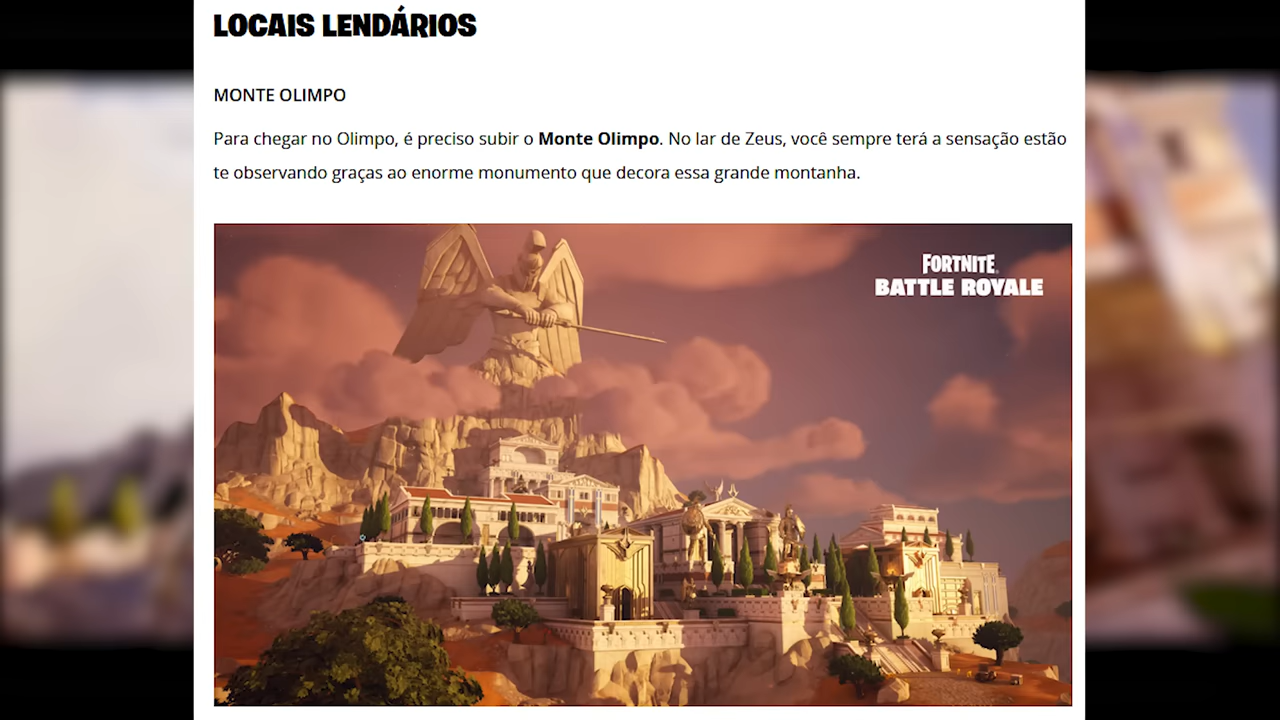 LOCAIS LENDÁRIOS
MONTE OLIMPO
Para chegar no Olimpo, é preciso subir o Monte Olimpo. No lar de Zeus, você sempre terá a sensação estão
te observando graças ao enorme monumento que decora essa grande montanha.
FORTNITE
BATTLE ROYALE